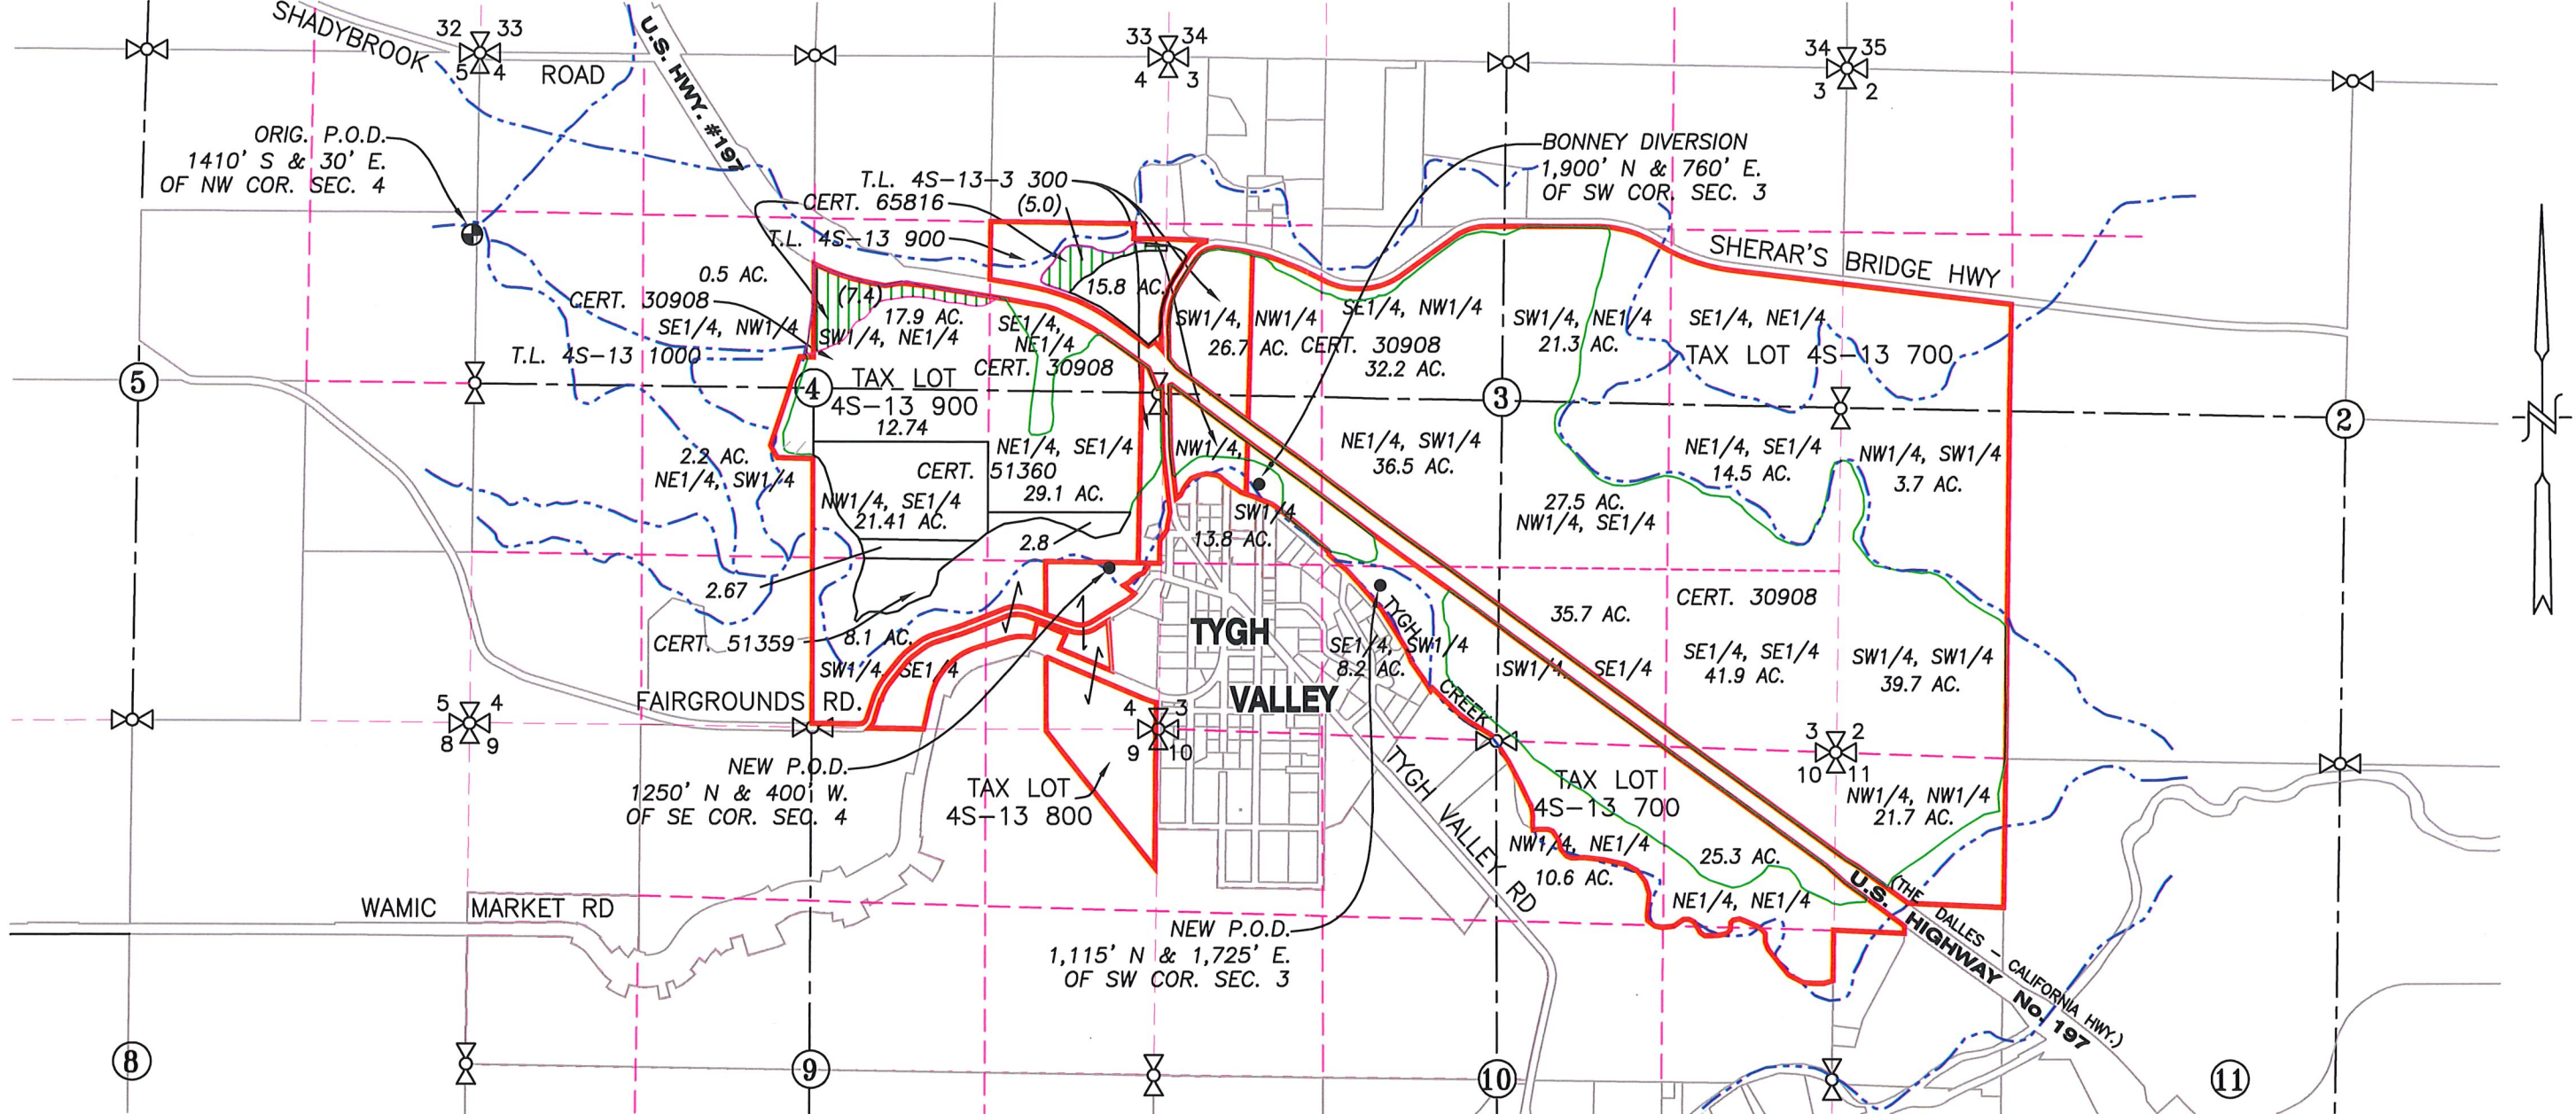 SHADYBROOK
ROAD
32 33
5 4
U.S. HWY. #197
33 34
4 3
34 35
3 2
ORIG. P.O.D.
1410' S & 30' E.
OF NW COR. SEC. 4
T.L. 4S-13-3 300
CERT. 65816
(5.0)
T.L. 4S-13 900
BONNEY DIVERSION
1,900' N & 760' E.
OF SW COR. SEC. 3
SHERAR'S BRIDGE HWY
0.5 AC.
CERT. 30908
SE1/4, NW1/4
T.L. 4S-13 1000
(7.4)
17.9 AC.
SW1/4, NE1/4
15.8 AC.
SE1/4,
NE1/4
CERT. 30908
SW1/4, NW1/4
26.7 AC.
SE1/4, NW1/4
CERT. 30908
32.2 AC.
SW1/4, NE1/4
21.3 AC.
SE1/4, NE1/4
TAX LOT 4S-13 700
5
4
3
2
TAX LOT
4S-13 900
12.74
2.2 AC.
NE1/4, SW1/4
NE1/4, SE1/4
CERT. 51360
29.1 AC.
NW1/4, SE1/4
21.41 AC.
NW1/4,
SW1/4
13.8 AC.
NE1/4, SW1/4
36.5 AC.
27.5 AC.
NW1/4, SE1/4
NE1/4, SE1/4
14.5 AC.
NW1/4, SW1/4
3.7 AC.
2.8
2.67
CERT. 51359
8.1 AC.
SW1/4, SE1/4
TYGH
VALLEY
TYGH
CREEK
SE1/4, SW1/4
8.2 AC.
35.7 AC.
SW1/4, SE1/4
CERT. 30908
SE1/4, SE1/4
41.9 AC.
SW1/4, SW1/4
39.7 AC.
FAIRGROUNDS RD.
5 4
8 9
4 3
9 10
3 2
10 11
NEW P.O.D.
1250' N & 400' W.
OF SE COR. SEC. 4
TAX LOT
4S-13 800
TYGH VALLEY RD
TAX LOT
4S-13 700
NW1/4, NE1/4
10.6 AC.
25.3 AC.
NE1/4, NE1/4
NW1/4, NW1/4
21.7 AC.
WAMIC MARKET RD
NEW P.O.D.
1,115' N & 1,725' E.
OF SW COR. SEC. 3
U.S. HIGHWAY No. 197
(THE DALLES - CALIFORNIA HWY.)
N
8
9
10
11